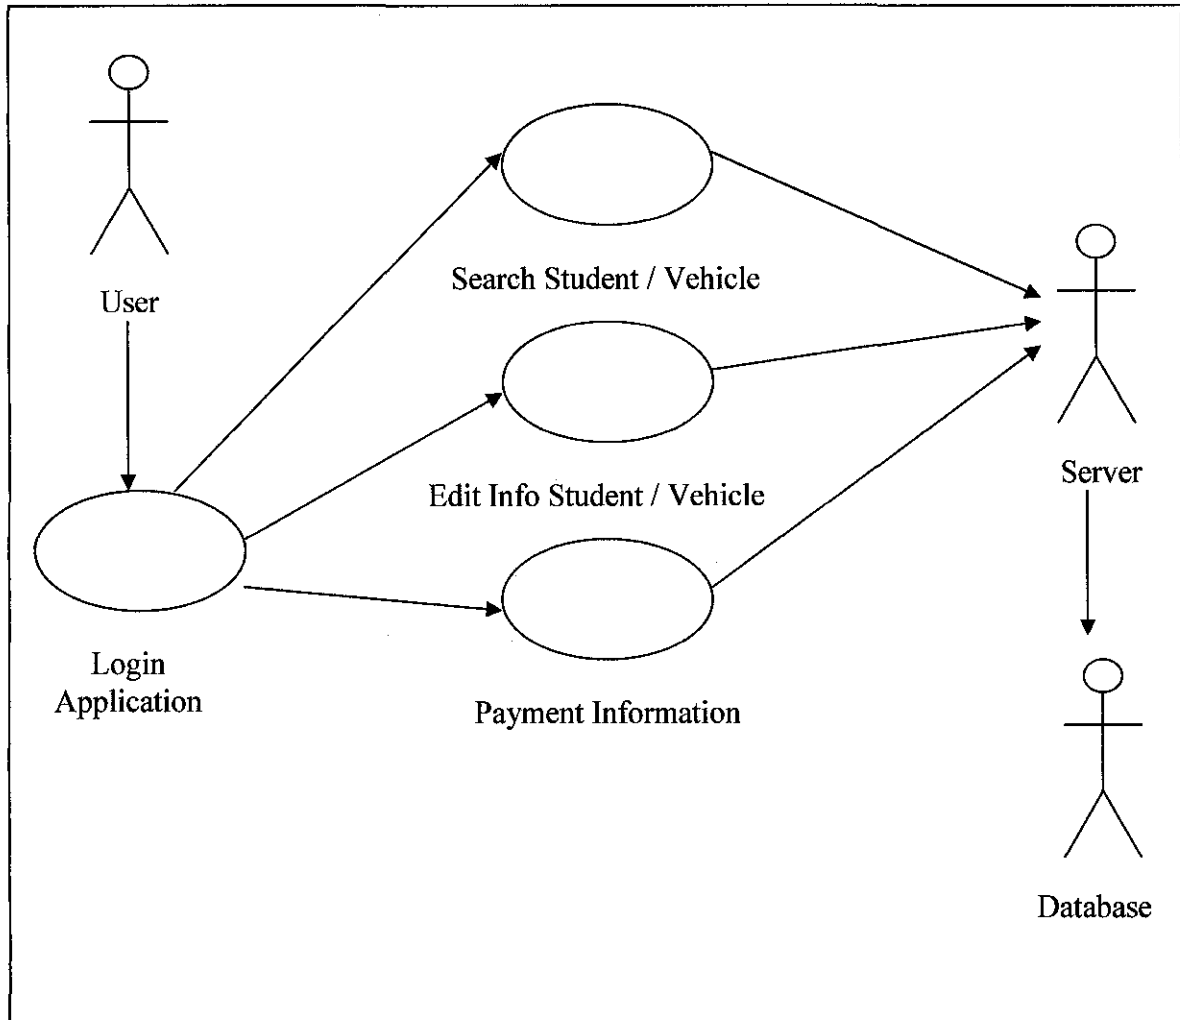 User
Search Student / Vehicle
Server
Edit Info Student / Vehicle
Login
Application
Payment Information
Database